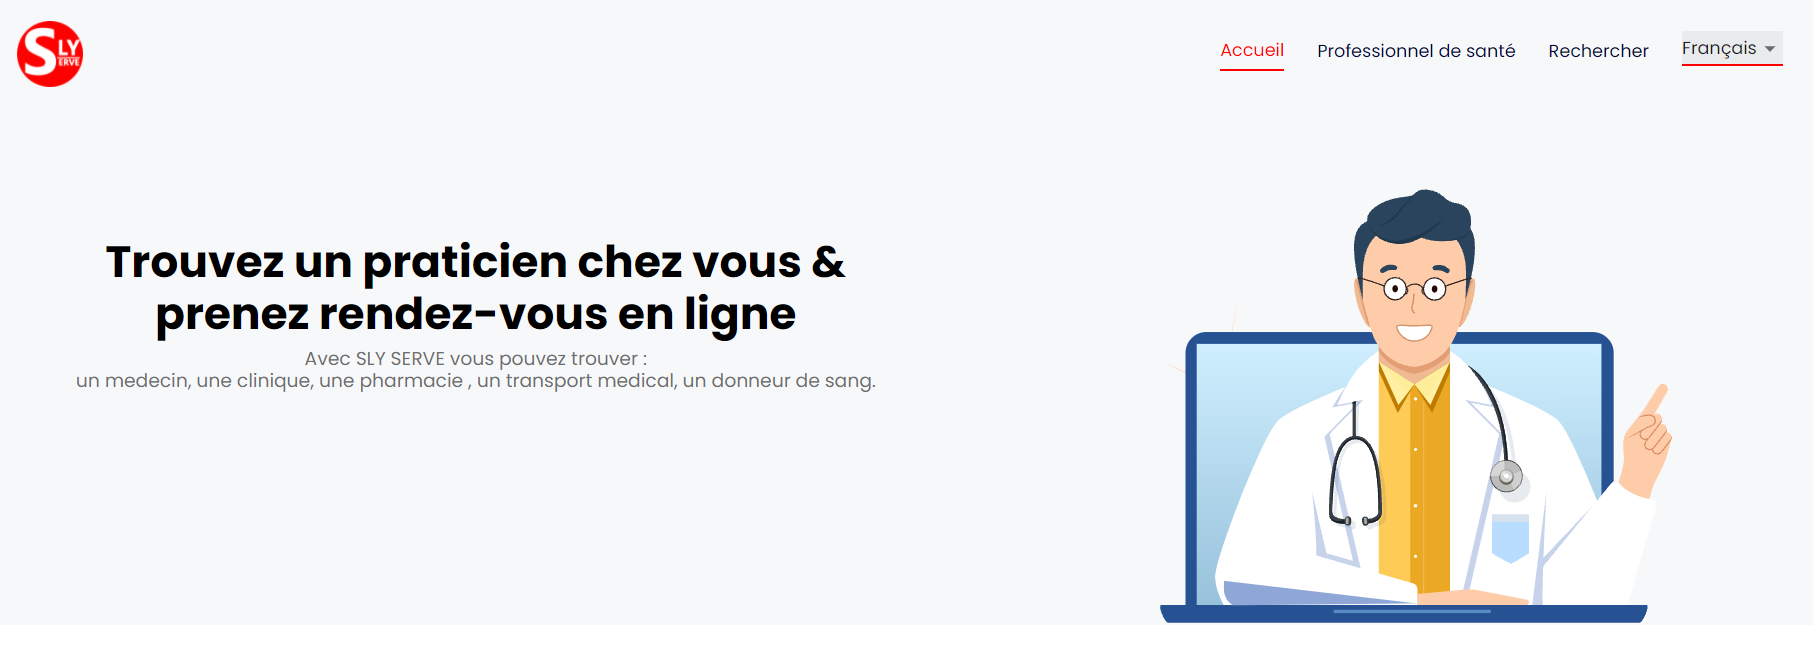 SLY
SERVE
Accueil
Professionnel de santé
Rechercher
Français
Trouvez un praticien chez vous &
prenez rendez-vous en ligne
Avec SLY SERVE vous pouvez trouver :
un medecin, une clinique, une pharmacie , un transport medical, un donneur de sang.